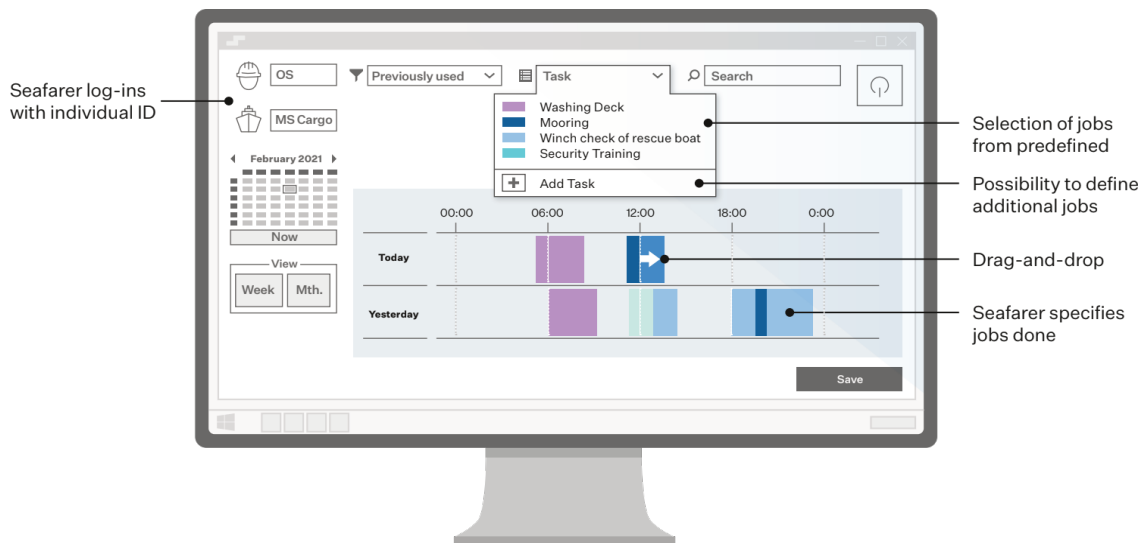 Seafarer log-ins
with individual ID
OS
MS Cargo
Previously used
Task
Search
Washing Deck
Mooring
Winch check of rescue boat
Security Training
Add Task
February 2021
Now
View
Week
Mth.
00:00
06:00
12:00
18:00
0:00
Today
Yesterday
Save
Selection of jobs
from predefined
Possibility to define
additional jobs
Drag-and-drop
Seafarer specifies
jobs done